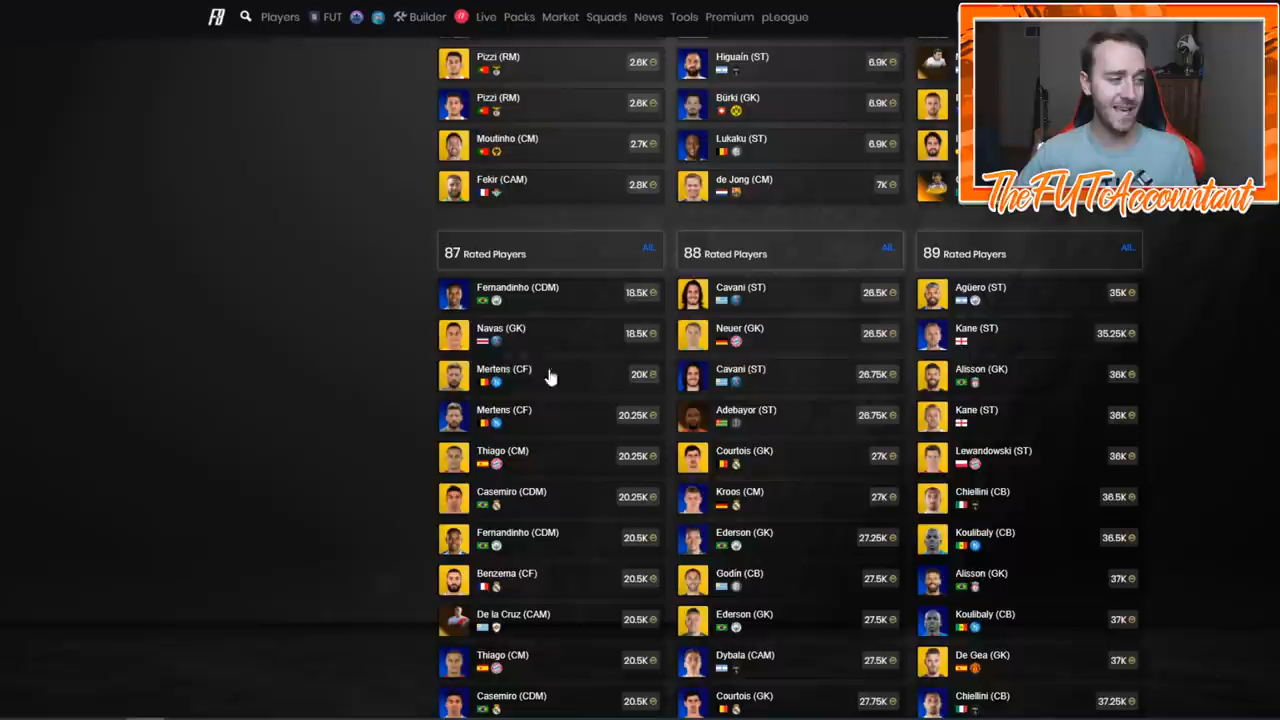 FB Players FUT Builder Live Packs Market Squads News Tools Premium pLeague
TheFUTAccountant
Pizzi (RM) 2.6K
Pizzi (RM) 2.6K
Moutinho (CM) 2.7K
Fekir (CAM) 2.8K
Higuaín (ST) 6.9K
Bürki (GK) 6.9K
Lukaku (ST) 6.9K
de Jong (CM) 7K
87 Rated Players All.
Fernandinho (CDM) 18.5K
Navas (GK) 18.5K
Mertens (CF) 20K
Mertens (CF) 20.25K
Thiago (CM) 20.25K
Casemiro (CDM) 20.25K
Fernandinho (CDM) 20.5K
Benzema (CF) 20.5K
De la Cruz (CAM) 20.5K
Thiago (CM) 20.5K
Casemiro (CDM) 20.5K
88 Rated Players All.
Cavani (ST) 26.5K
Neuer (GK) 26.5K
Cavani (ST) 26.75K
Adebayor (ST) 26.75K
Courtois (GK) 27K
Kroos (CM) 27K
Ederson (GK) 27.25K
Godín (CB) 27.5K
Ederson (GK) 27.5K
Dybala (CAM) 27.5K
Courtois (GK) 27.75K
89 Rated Players All.
Agüero (ST) 35K
Kane (ST) 35.25K
Alisson (GK) 36K
Kane (ST) 36K
Lewandowski (ST) 36K
Chiellini (CB) 36.5K
Koulibaly (CB) 36.5K
Alisson (GK) 37K
Koulibaly (CB) 37K
De Gea (GK) 37K
Chiellini (CB) 37.25K